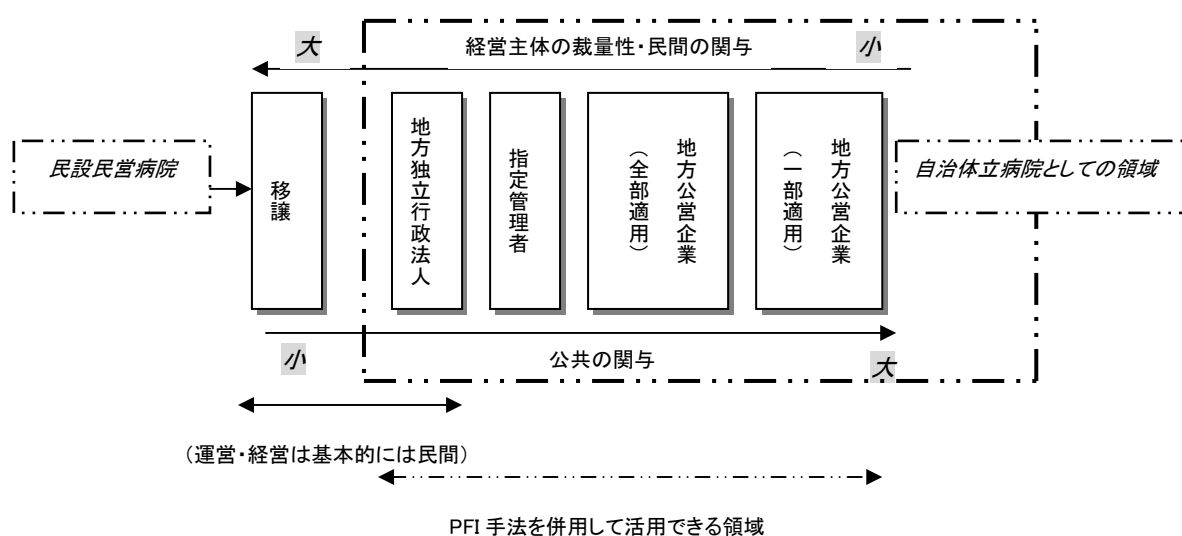 大
経営主体の裁量性・民間の関与
小
民設民営病院
移譲
地方独立行政法人
指定管理者
地方公営企業
（全部適用）
地方公営企業
（一部適用）
自治体立病院としての領域
小
公共の関与
大
（運営・経営は基本的には民間）
PFI 手法を併用して活用できる領域